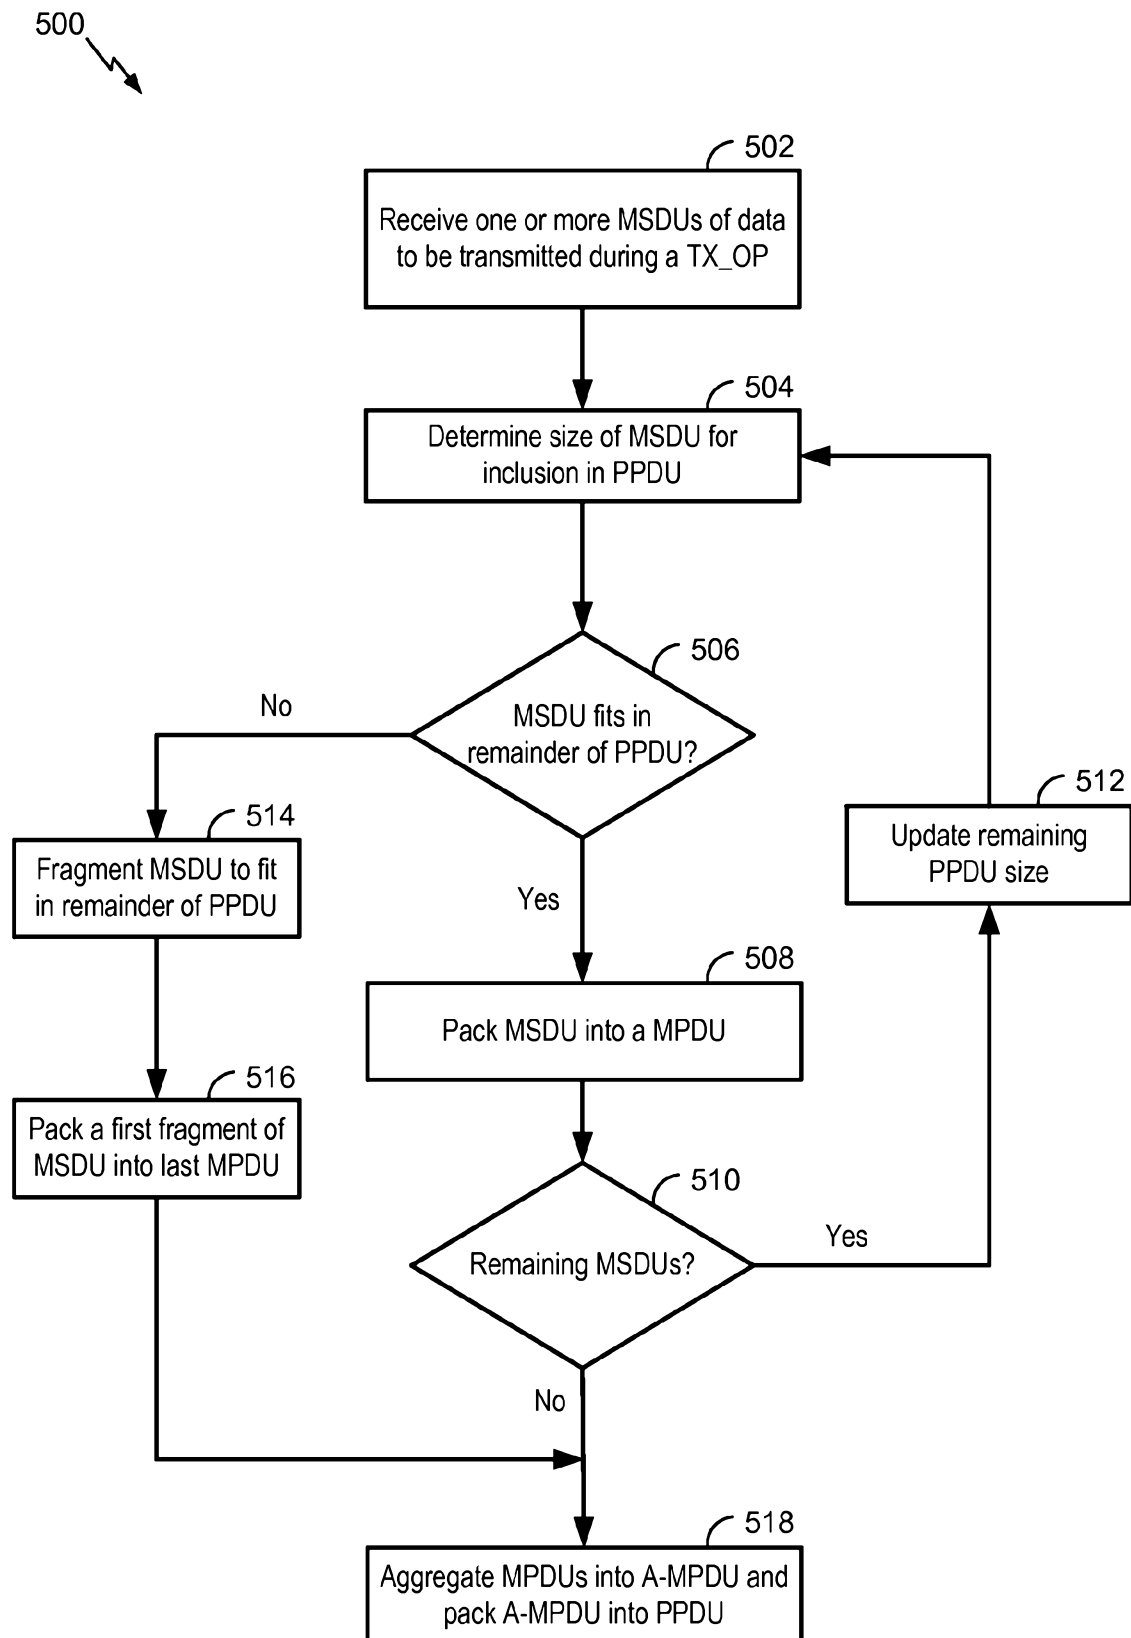 500
502
Receive one or more MSDUs of data
to be transmitted during a TX_OP
504
Determine size of MSDU for
inclusion in PPDU
506
No
MSDU fits in
remainder of PPDU?
512
Update remaining
PPDU size
514
Fragment MSDU to fit
in remainder of PPDU
Yes
508
Pack MSDU into a MPDU
516
Pack a first fragment of
MSDU into last MPDU
510
Remaining MSDUs?
Yes
No
518
Aggregate MPDUs into A-MPDU and
pack A-MPDU into PPDU